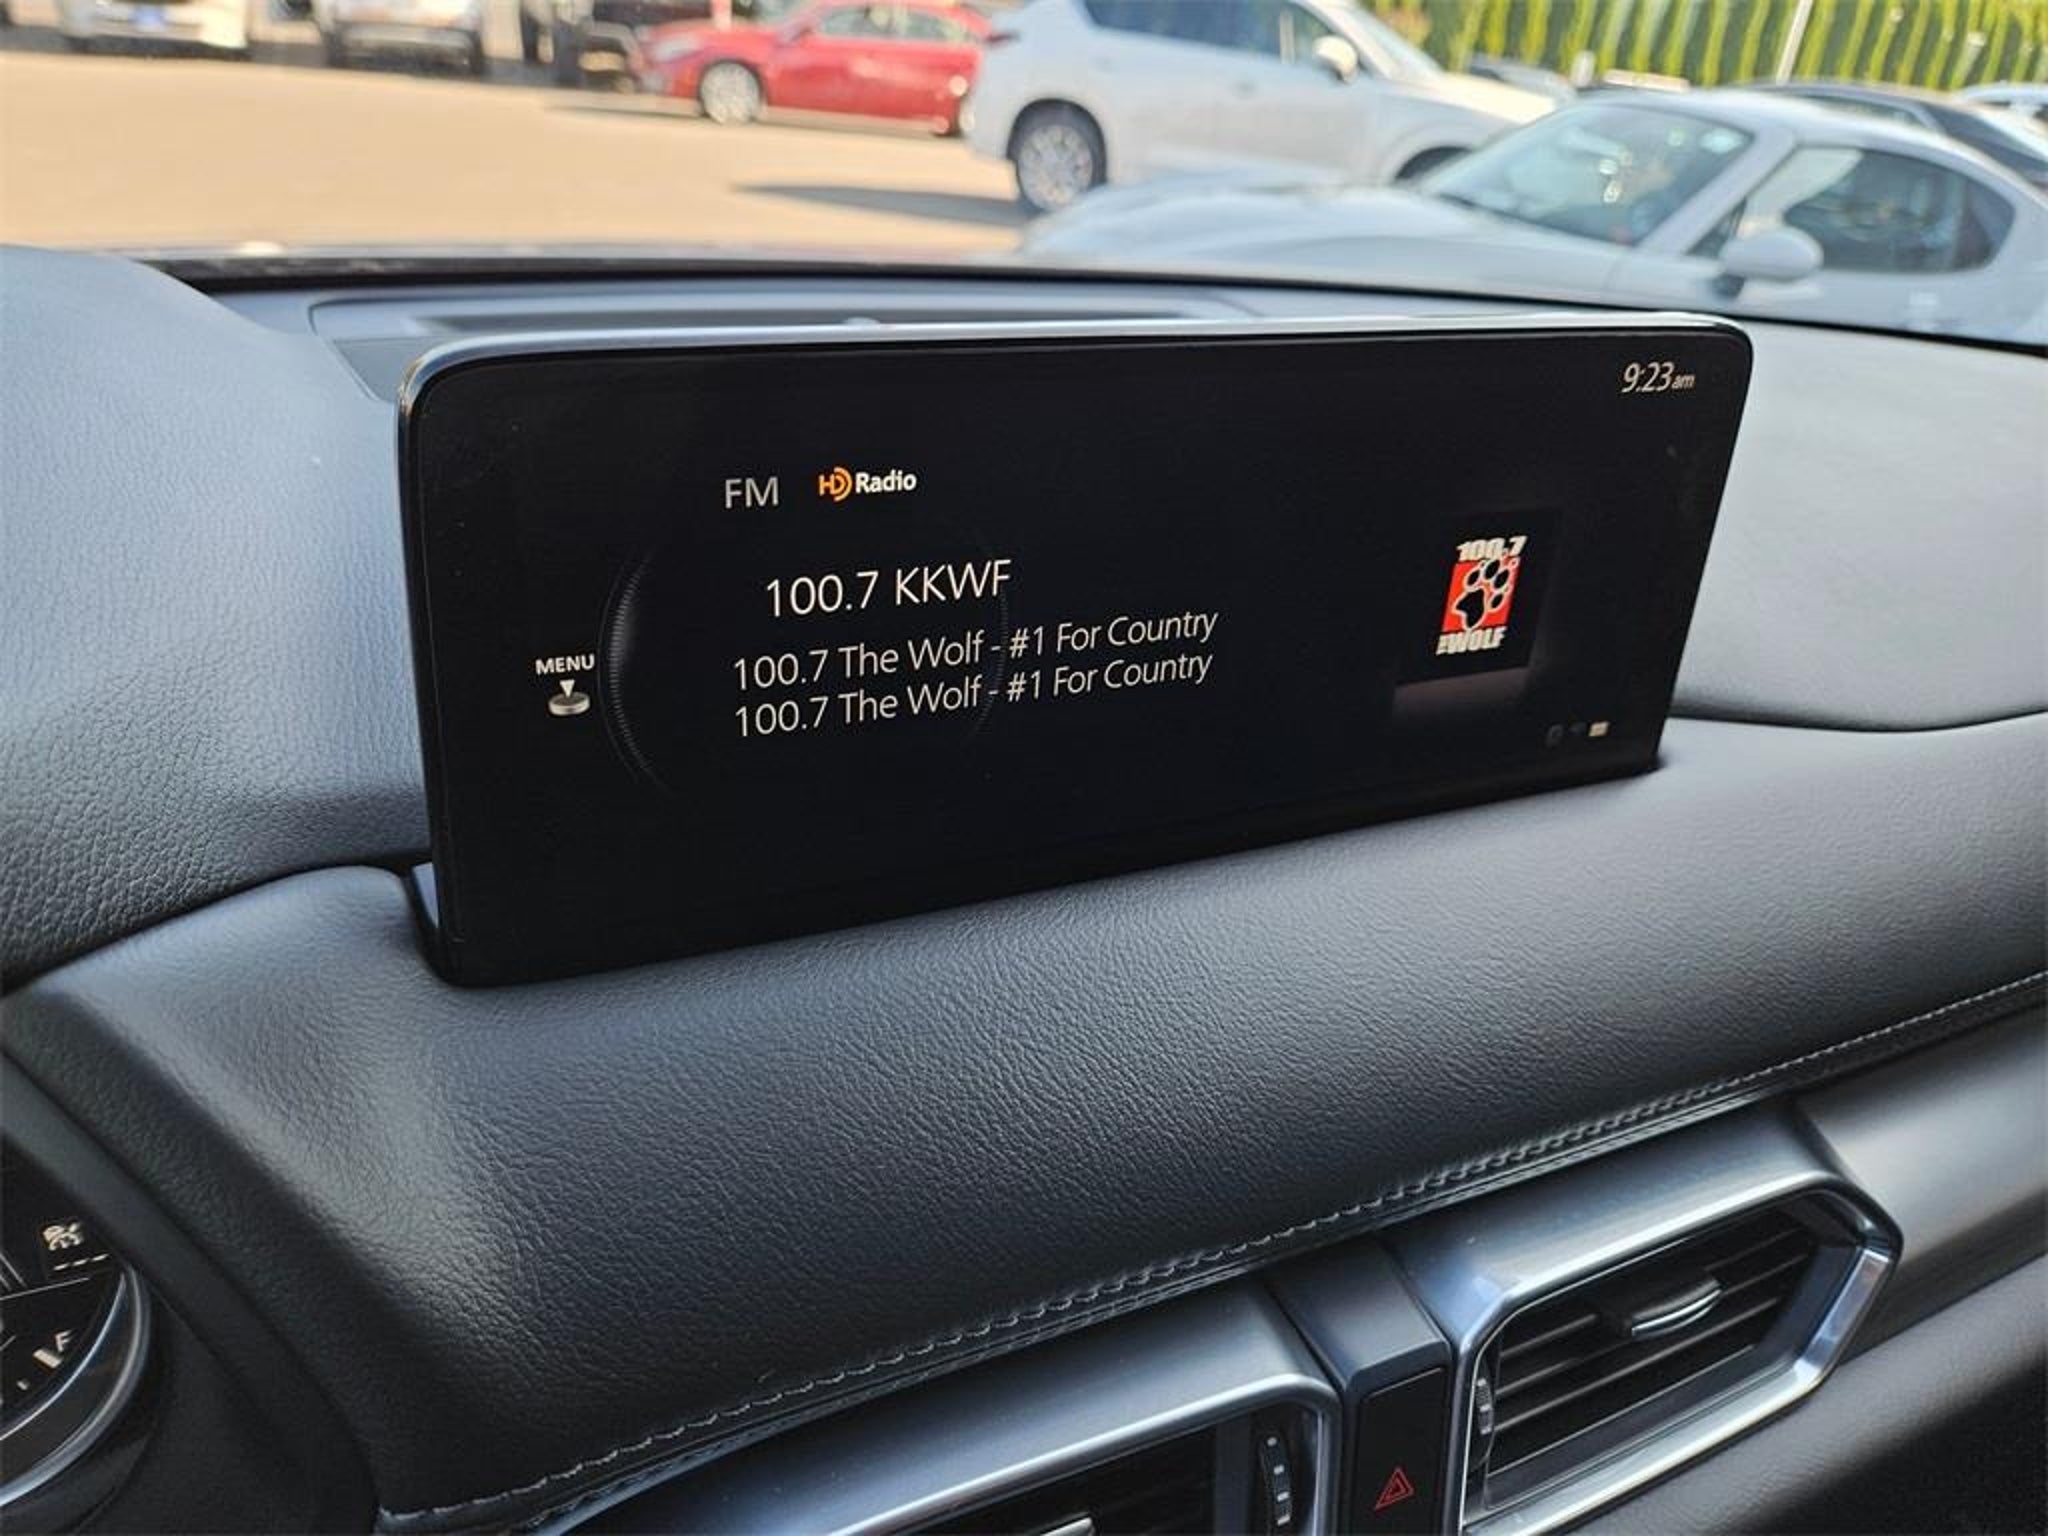 9:23am
FM HD Radio
100.7 KKWF
100.7 The Wolf - #1 For Country
100.7 The Wolf - #1 For Country
MENU
100.7
THE WOLF
F